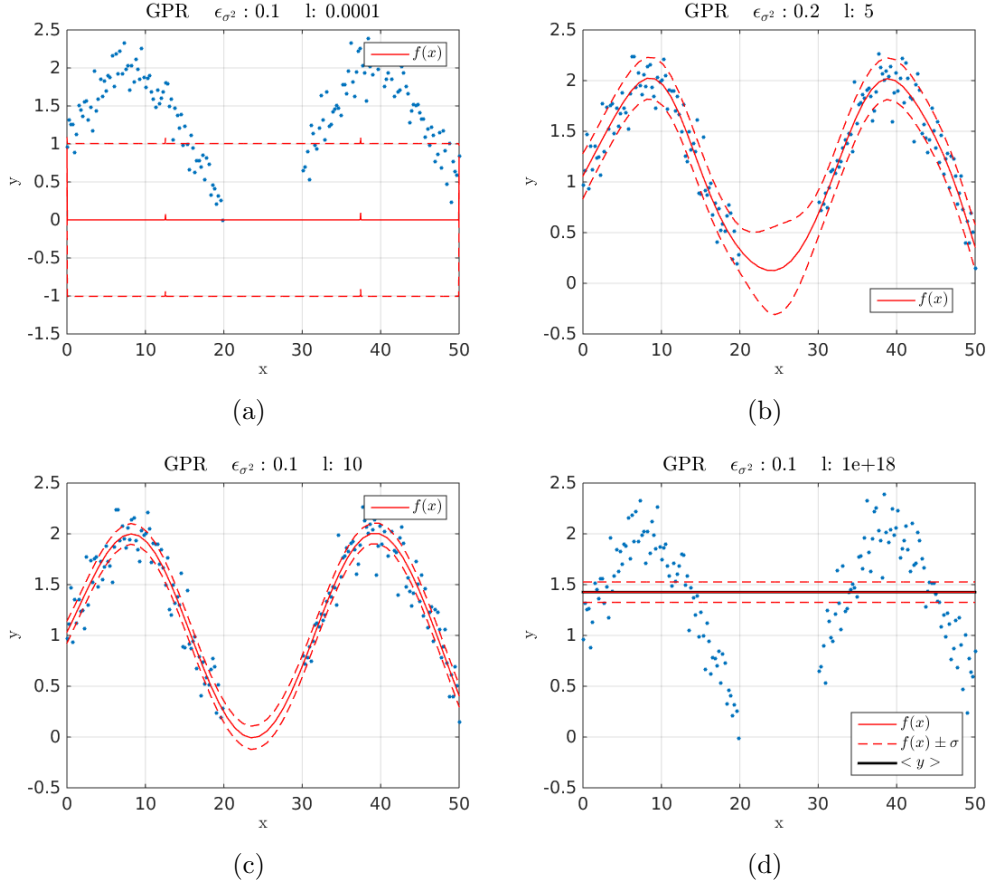 GPR ϵσ² : 0.1 l: 0.0001
2.5
2
1.5
1
0.5
0
-0.5
-1
-1.5
0 10 20 30 40 50
x
y
f(x)
(a)
GPR ϵσ² : 0.2 l: 5
2.5
2
1.5
1
0.5
0
-0.5
0 10 20 30 40 50
x
y
f(x)
(b)
GPR ϵσ² : 0.1 l: 10
2.5
2
1.5
1
0.5
0
-0.5
0 10 20 30 40 50
x
y
f(x)
(c)
GPR ϵσ² : 0.1 l: 1e+18
2.5
2
1.5
1
0.5
0
-0.5
0 10 20 30 40 50
x
y
f(x)
f(x) ± σ
< y >
(d)